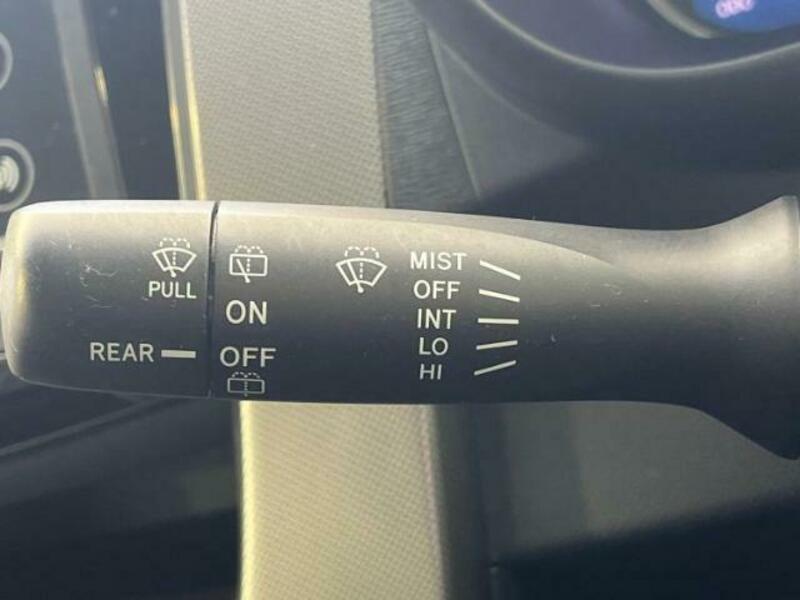 PULL
REAR
ON
OFF
MIST
OFF
INT
LO
HI